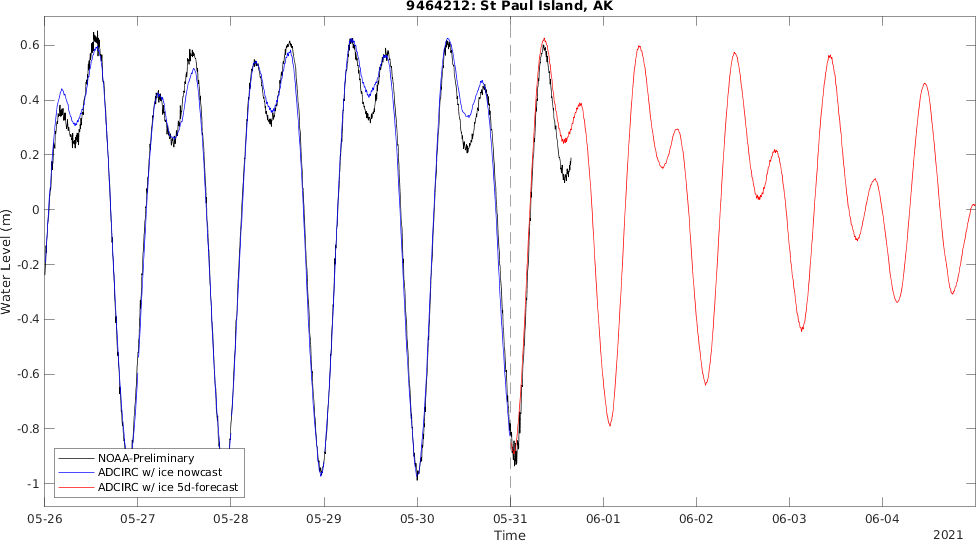 9464212: St Paul Island, AK
Water Level (m)
0.6
0.4
0.2
0
-0.2
-0.4
-0.6
-0.8
-1
NOAA-Preliminary
ADCIRC w/ ice nowcast
ADCIRC w/ ice 5d-forecast
05-26 05-27 05-28 05-29 05-30 05-31 06-01 06-02 06-03 06-04
Time
2021